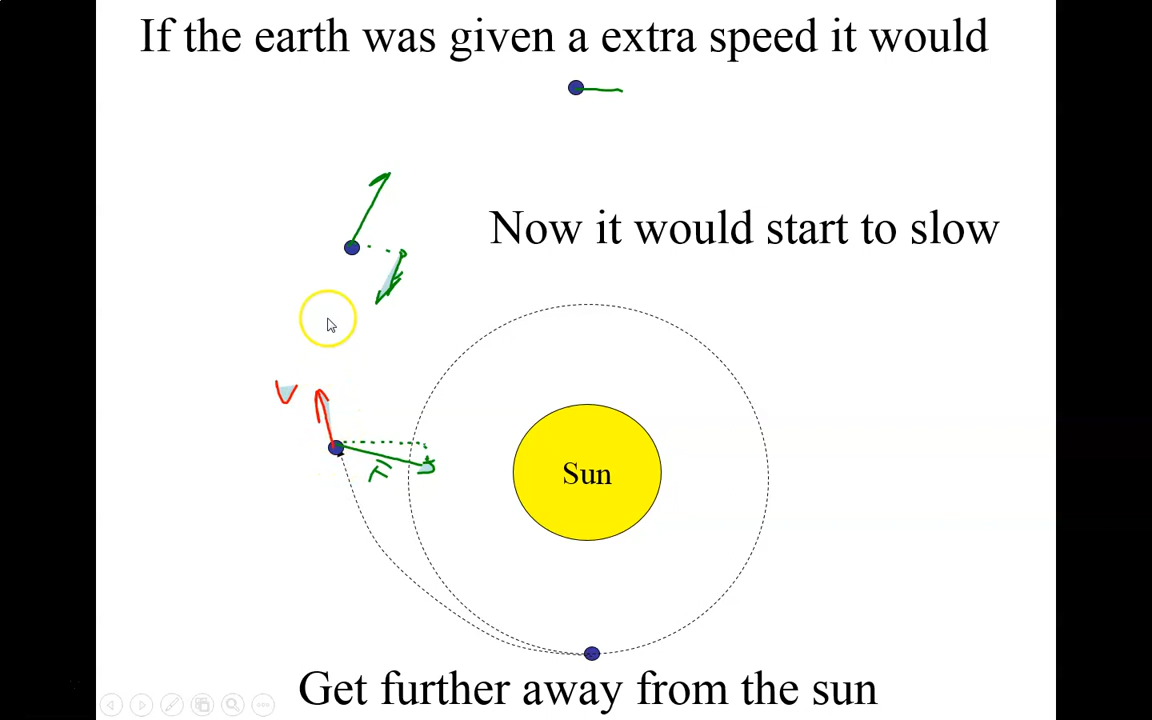 If the earth was given a extra speed it would
Now it would start to slow
V
F
Sun
Get further away from the sun